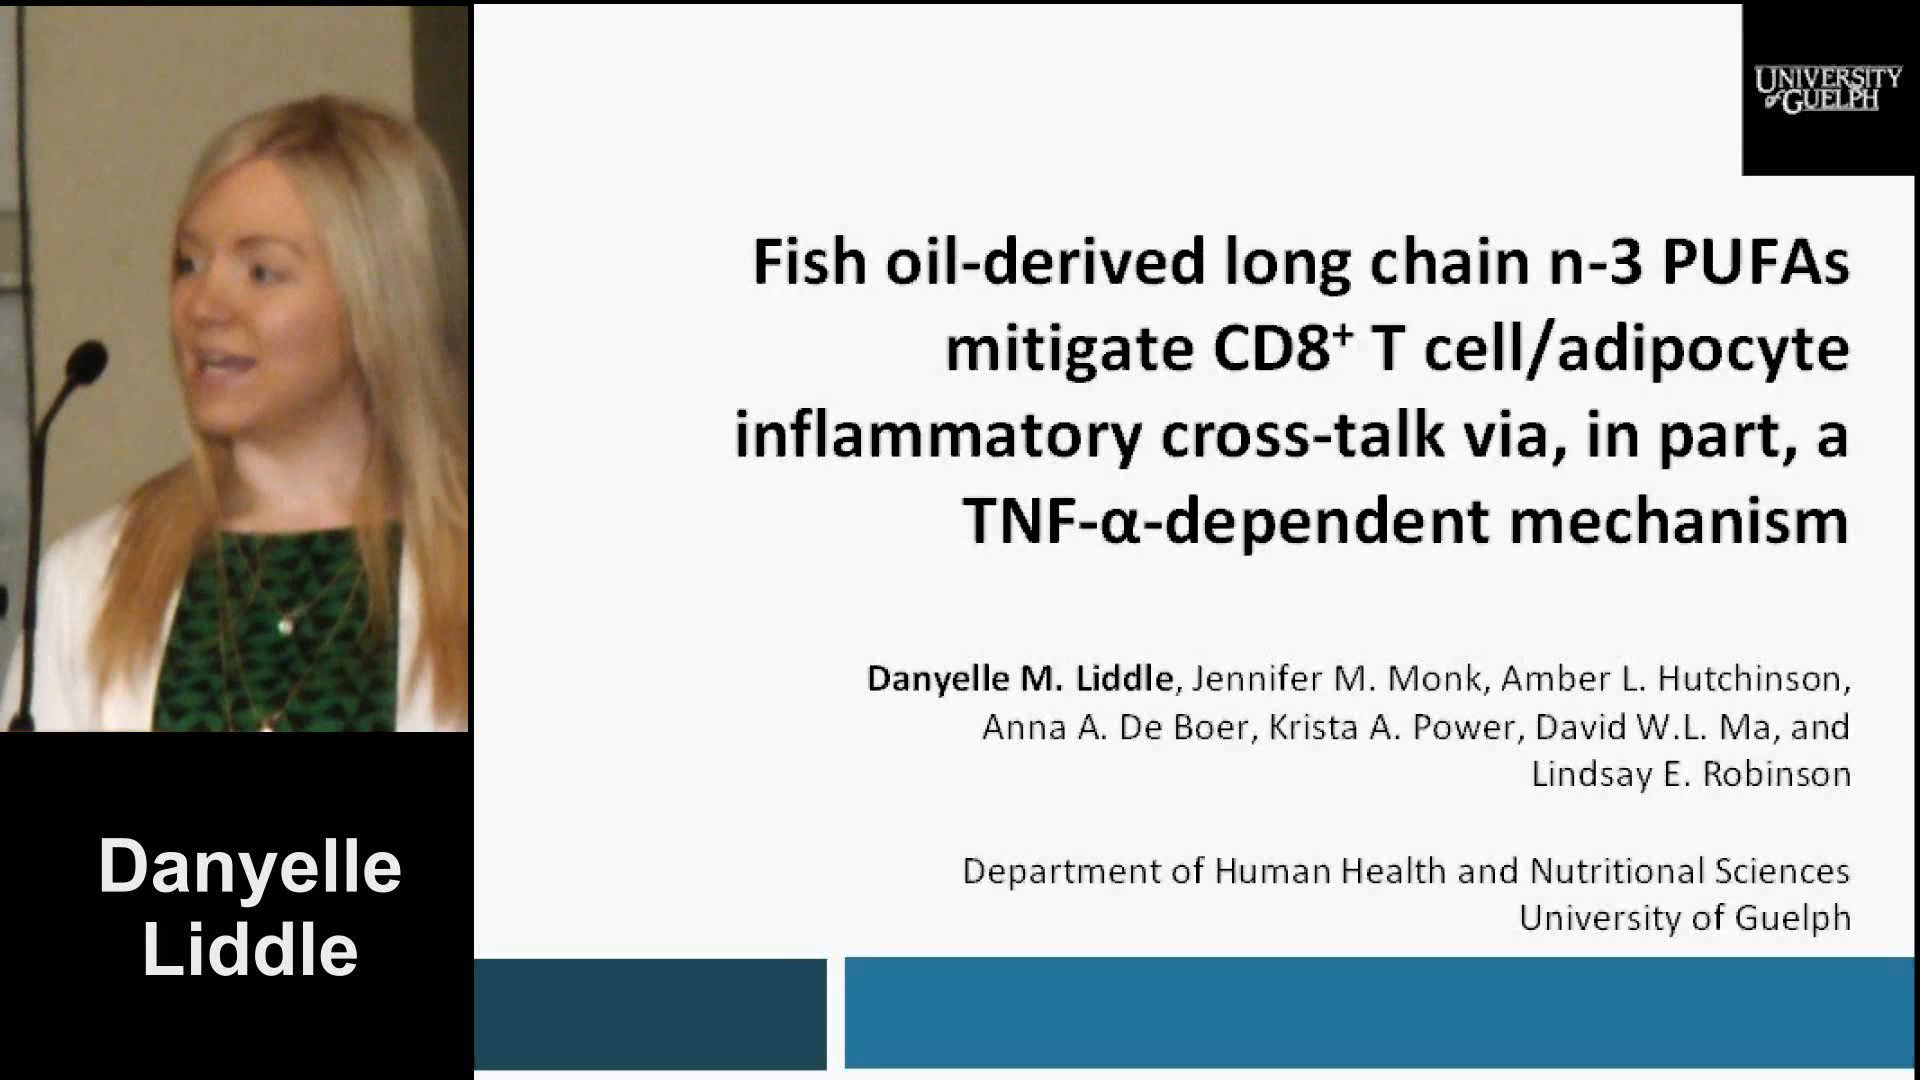 UNIVERSITY
of GUELPH
Fish oil-derived long chain n-3 PUFAs
mitigate CD8⁺ T cell/adipocyte
inflammatory cross-talk via, in part, a
TNF-α-dependent mechanism
Danyelle M. Liddle, Jennifer M. Monk, Amber L. Hutchinson,
Anna A. De Boer, Krista A. Power, David W.L. Ma, and
Lindsay E. Robinson
Department of Human Health and Nutritional Sciences
University of Guelph
Danyelle
Liddle